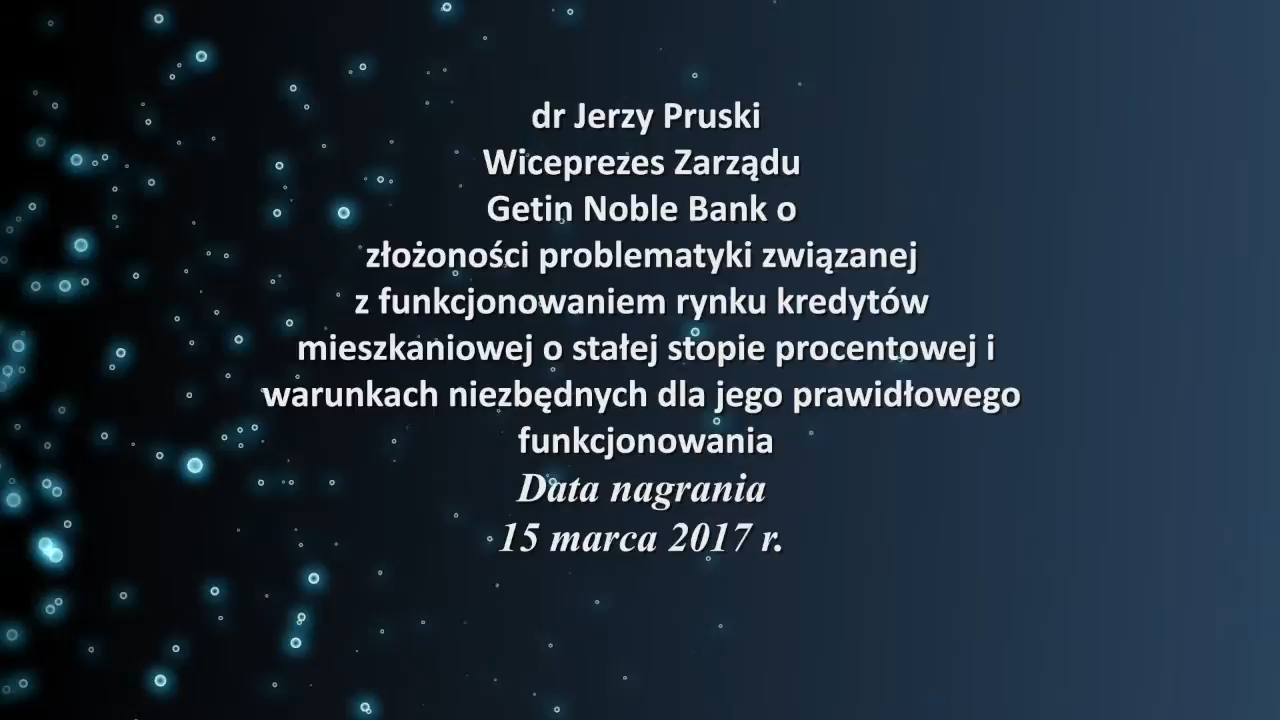 dr Jerzy Pruski
Wiceprezes Zarządu
Getin Noble Bank o
złożoności problematyki związanej
z funkcjonowaniem rynku kredytów
mieszkaniowej o stałej stopie procentowej i
warunkach niezbędnych dla jego prawidłowego
funkcjonowania
Data nagrania
15 marca 2017 r.